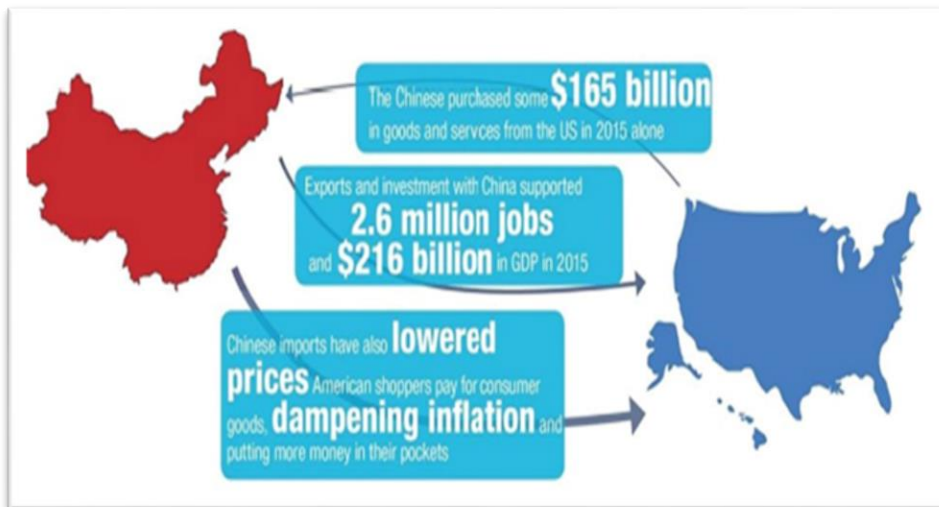 The Chinese purchased some $165 billion
in goods and servces from the US in 2015 alone
Exports and investment with China supported
2.6 million jobs
and $216 billion in GDP in 2015
Chinese imports have also lowered
prices American shoppers pay for consumer
goods, dampening inflation and
putting more money in their pockets